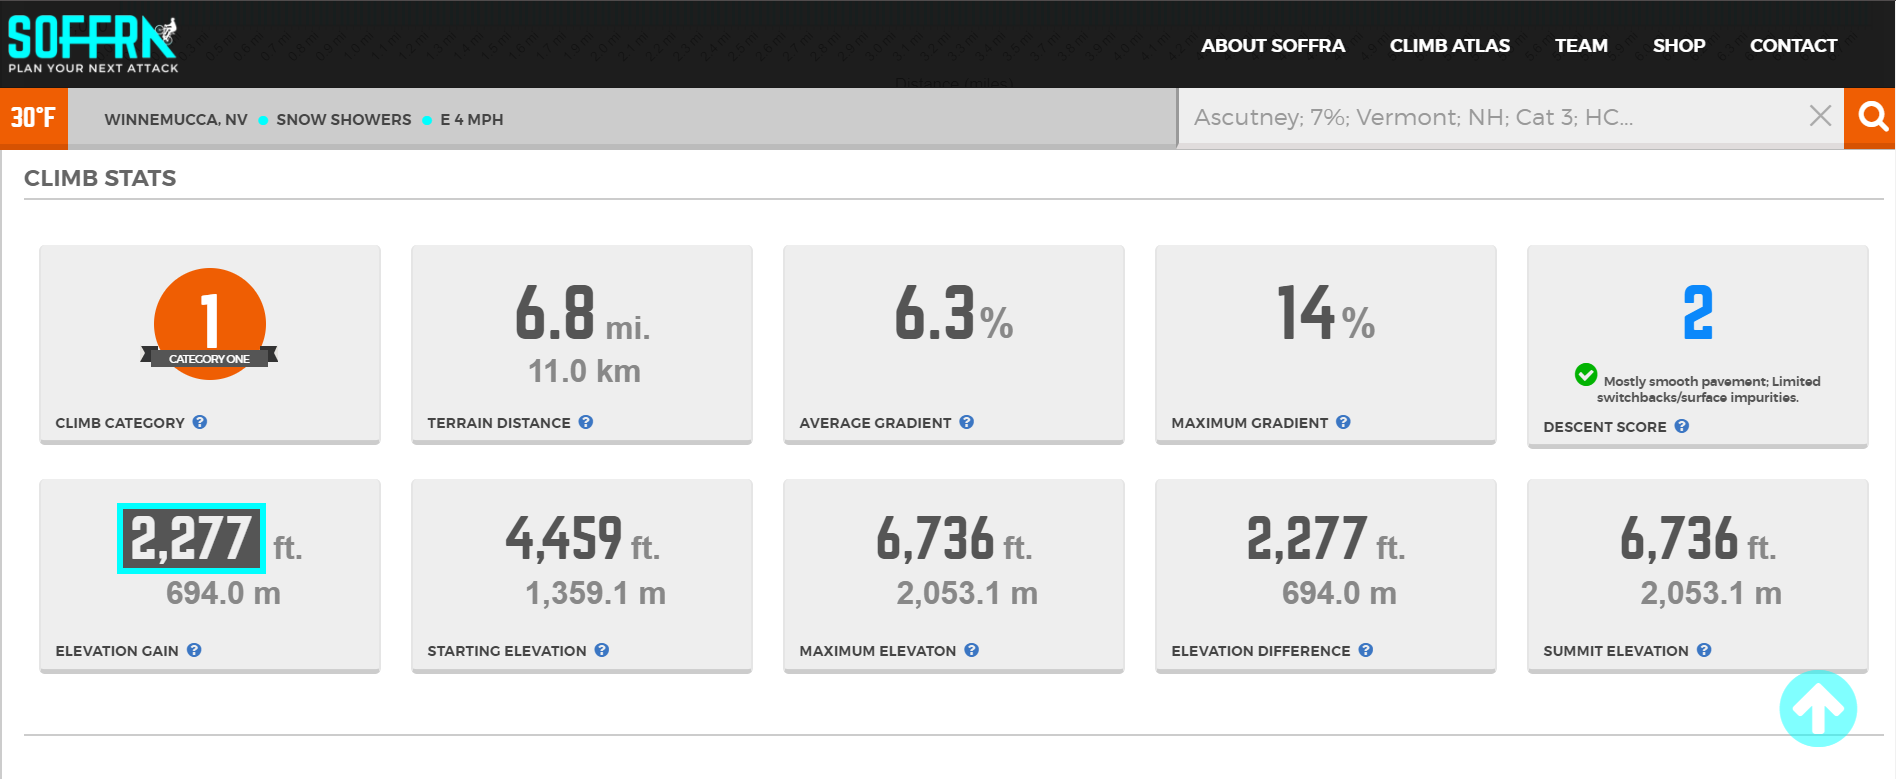 SOFFRA
PLAN YOUR NEXT ATTACK
ABOUT SOFFRA CLIMB ATLAS TEAM SHOP CONTACT
Distance (miles)
30°F WINNEMUCCA, NV SNOW SHOWERS E 4 MPH Ascutney; 7%; Vermont; NH; Cat 3; HC...
CLIMB STATS
1
CATEGORY ONE
CLIMB CATEGORY ?
6.8 mi.
11.0 km
TERRAIN DISTANCE ?
6.3%
AVERAGE GRADIENT ?
14%
MAXIMUM GRADIENT ?
2
Mostly smooth pavement; Limited
switchbacks/surface impurities.
DESCENT SCORE ?
2,277 ft.
694.0 m
ELEVATION GAIN ?
4,459 ft.
1,359.1 m
STARTING ELEVATION ?
6,736 ft.
2,053.1 m
MAXIMUM ELEVATON ?
2,277 ft.
694.0 m
ELEVATION DIFFERENCE ?
6,736 ft.
2,053.1 m
SUMMIT ELEVATION ?